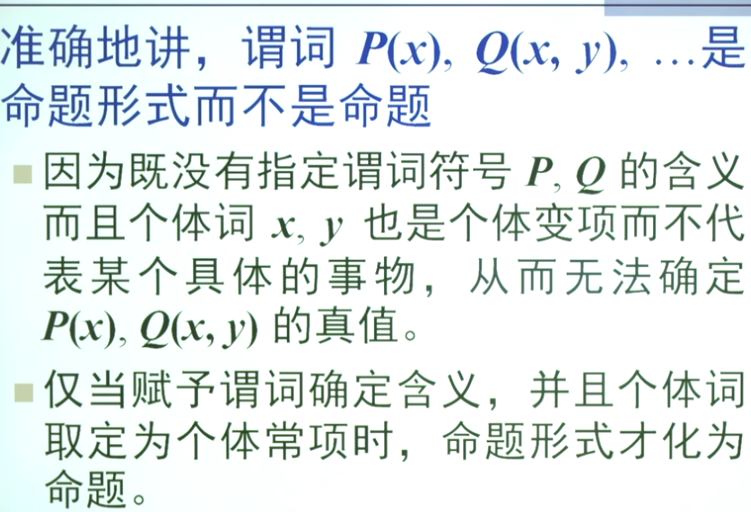 准确地讲，谓词 P(x), Q(x, y), …是
命题形式而不是命题
因为既没有指定谓词符号 P, Q 的含义
而且个体词 x, y 也是个体变项而不代
表某个具体的事物，从而无法确定
P(x), Q(x, y) 的真值。
仅当赋予谓词确定含义，并且个体词
取定为个体常项时，命题形式才化为
命题。